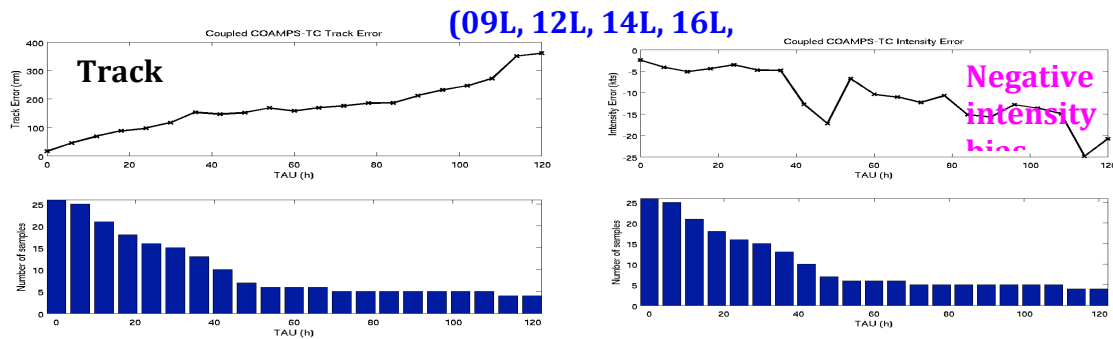 (09L, 12L, 14L, 16L,
Coupled COAMPS-TC Track Error
Track
Track Error (nm)
400
300
200
100
0
0 20 40 60 80 100 120
TAU (h)
Coupled COAMPS-TC Intensity Error
Negative
intensity
bias
Intensity Error (kts)
0
-5
-10
-15
-20
-25
0 20 40 60 80 100 120
TAU (h)
Number of samples
25
20
15
10
5
0
0 20 40 60 80 100 120
TAU (h)
Number of samples
25
20
15
10
5
0
0 20 40 60 80 100 120
TAU (h)